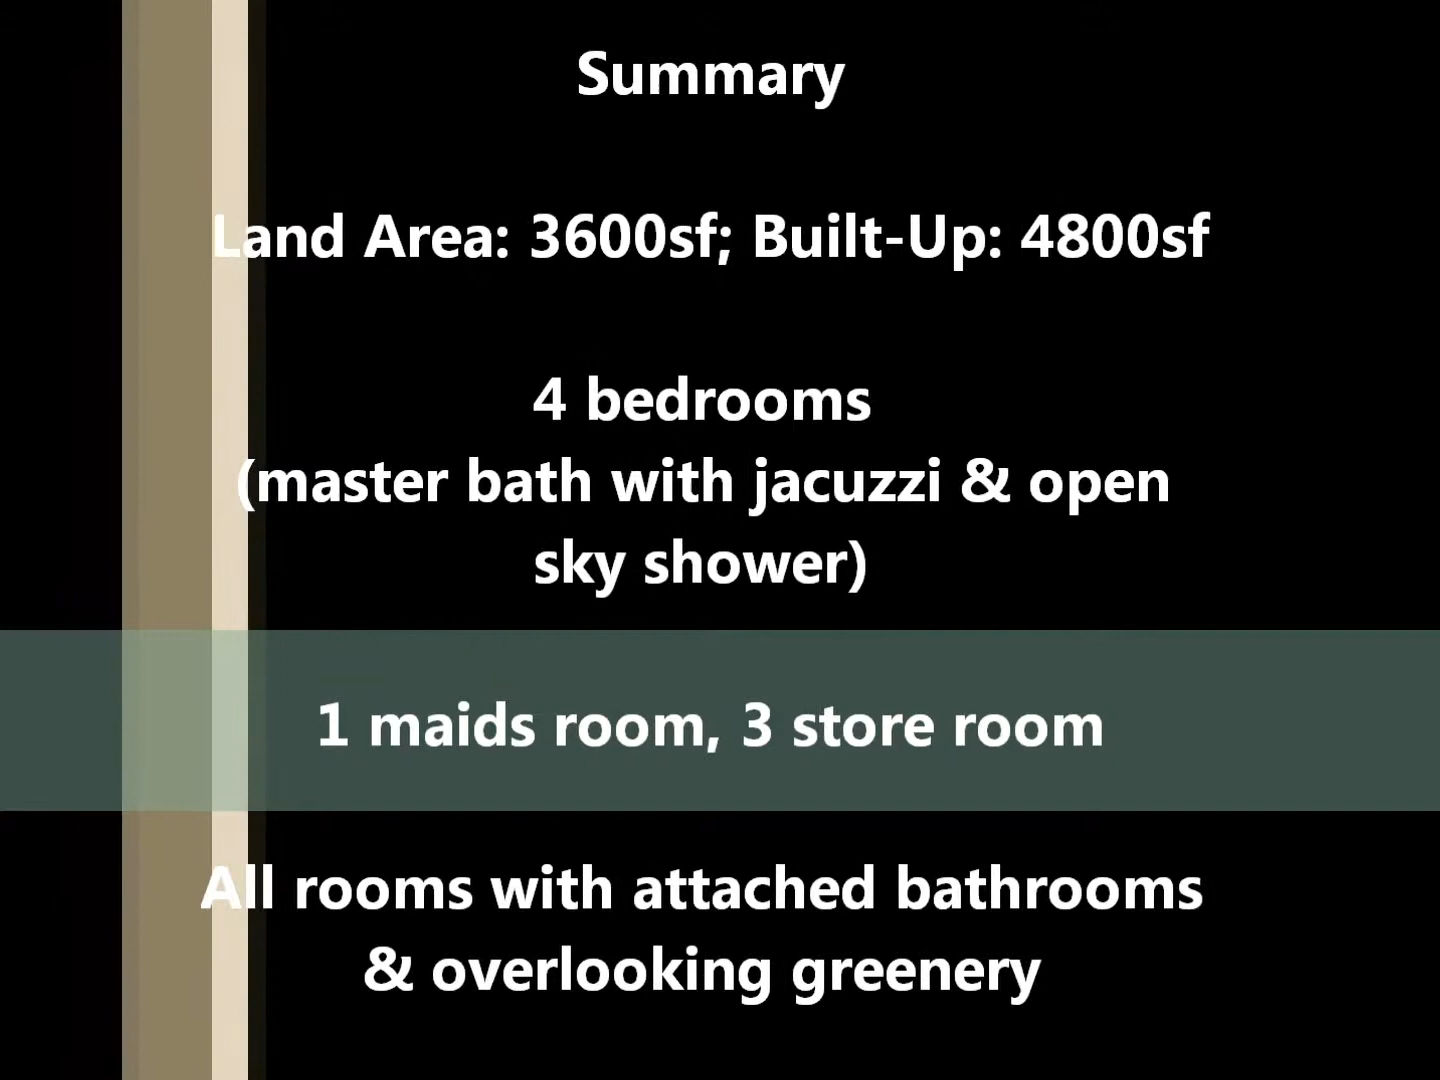 Summary
Land Area: 3600sf; Built-Up: 4800sf
4 bedrooms
(master bath with jacuzzi & open
sky shower)
1 maids room, 3 store room
All rooms with attached bathrooms
& overlooking greenery